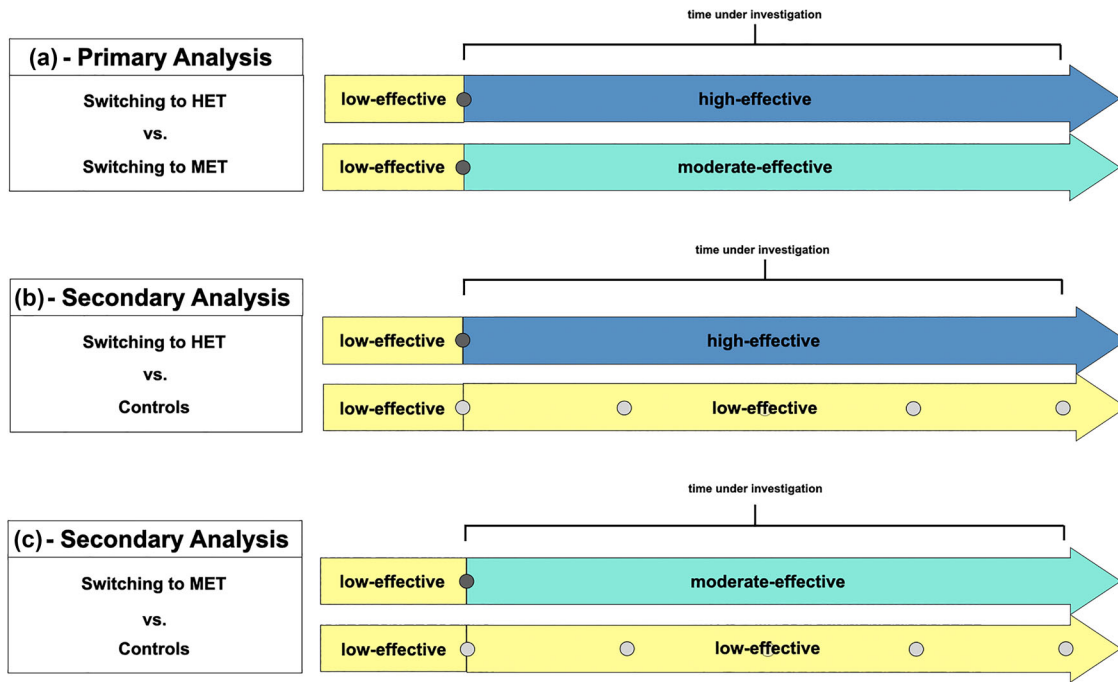 time under investigation
(a) - Primary Analysis
Switching to HET
vs.
Switching to MET
low-effective
high-effective
low-effective
moderate-effective
time under investigation
(b) - Secondary Analysis
Switching to HET
vs.
Controls
low-effective
high-effective
low-effective
low-effective
time under investigation
(c) - Secondary Analysis
Switching to MET
vs.
Controls
low-effective
moderate-effective
low-effective
low-effective